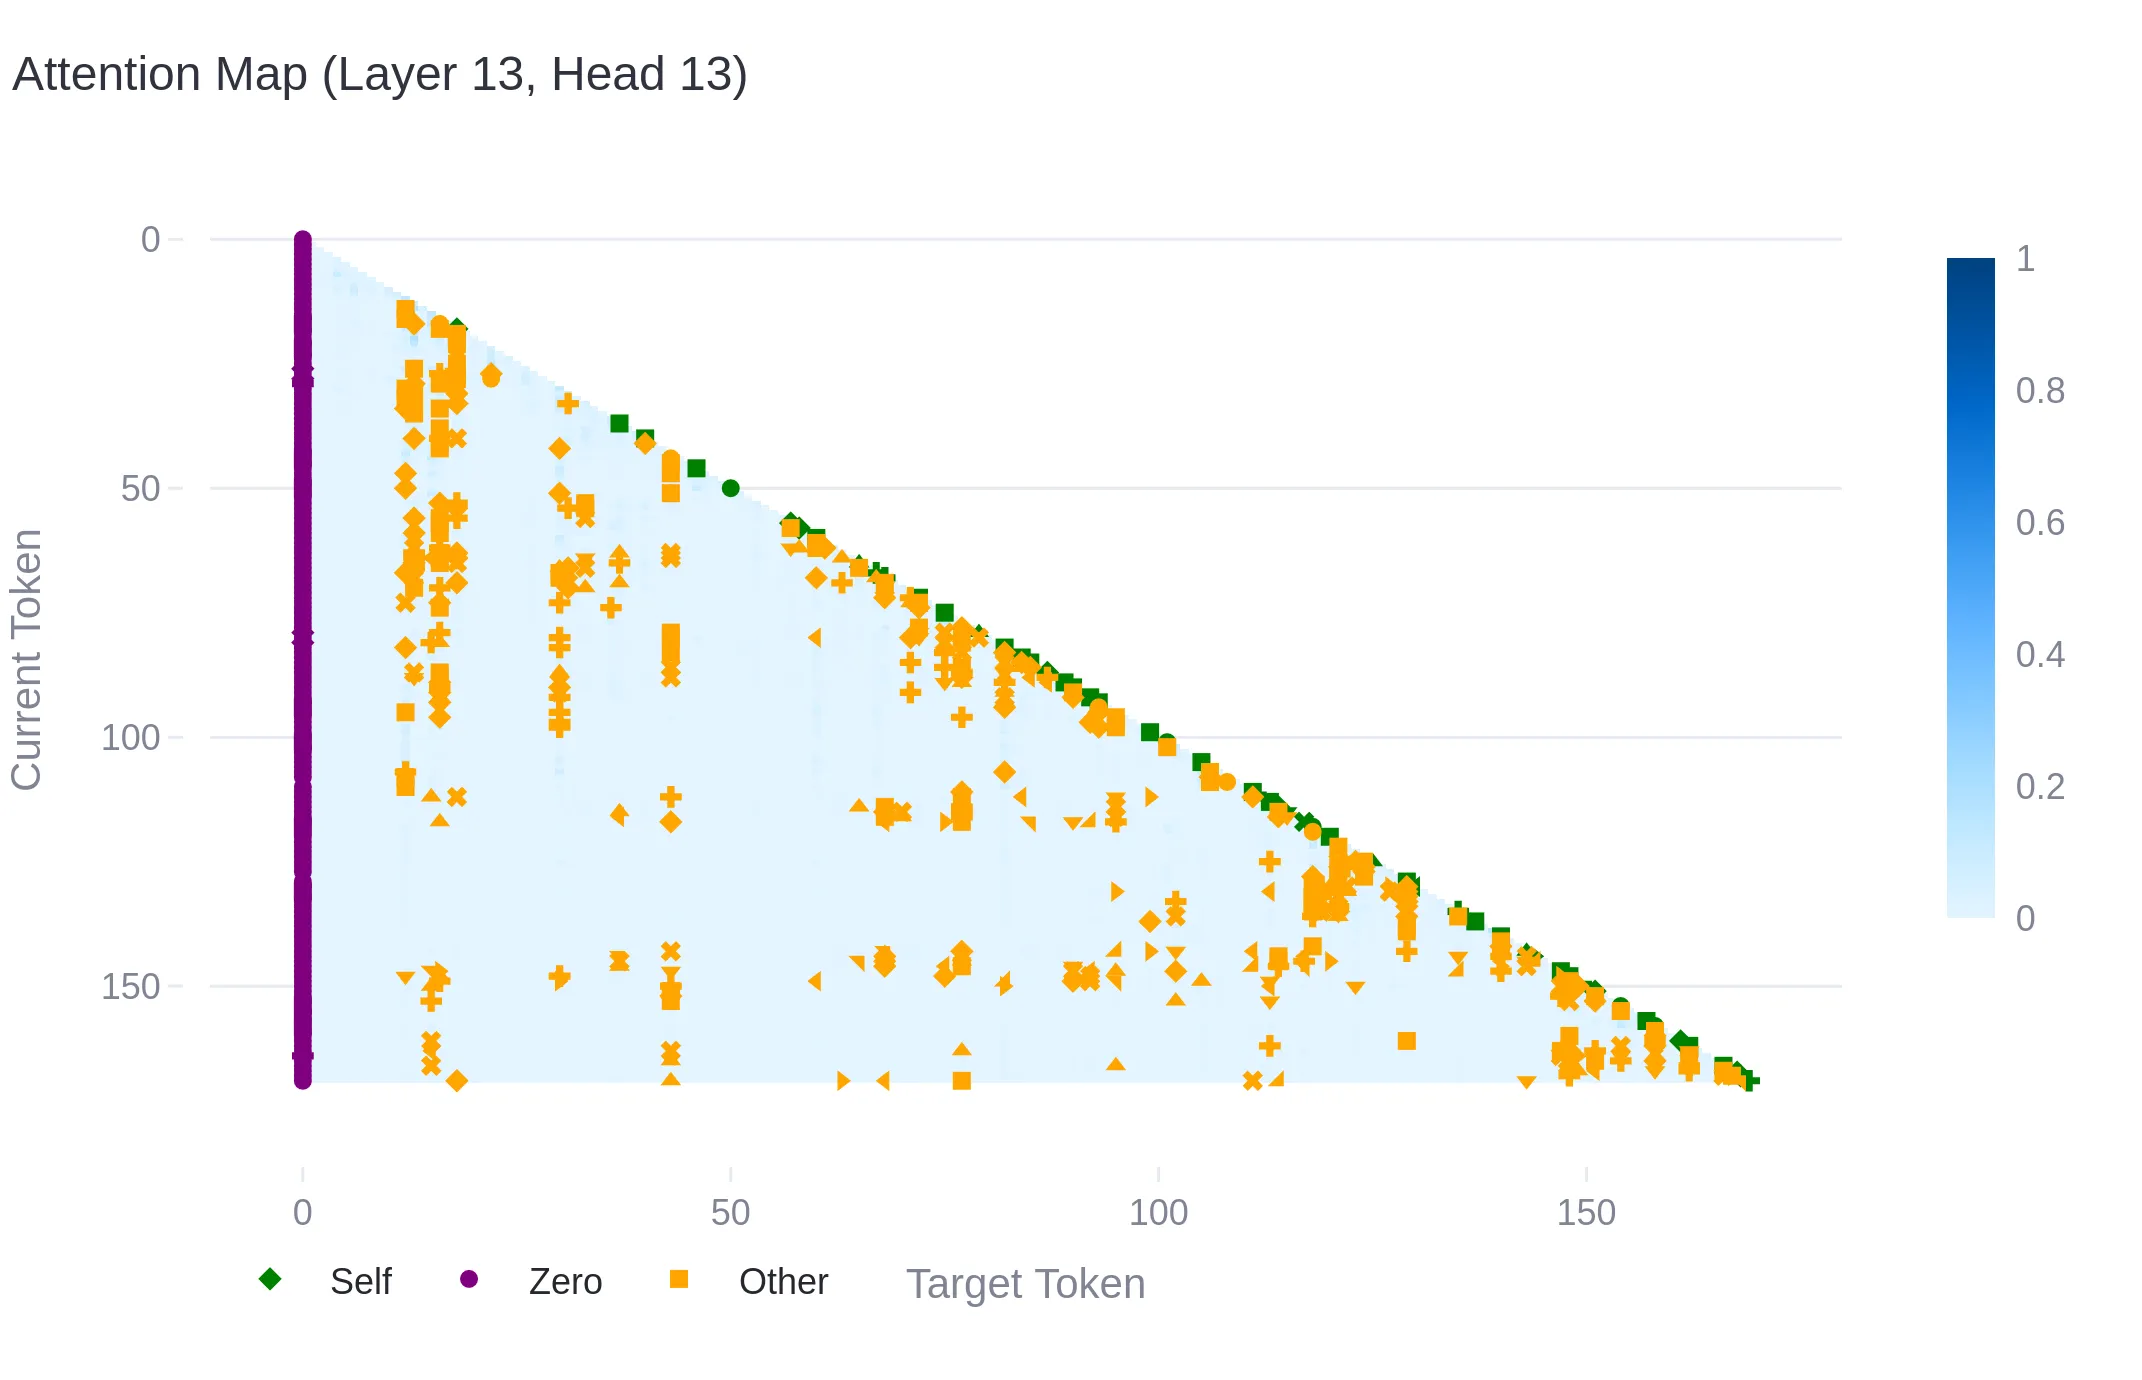 Attention Map (Layer 13, Head 13)
0
50
100
150
Current Token
1
0.8
0.6
0.4
0.2
0
0 50 100 150
Self Zero Other Target Token